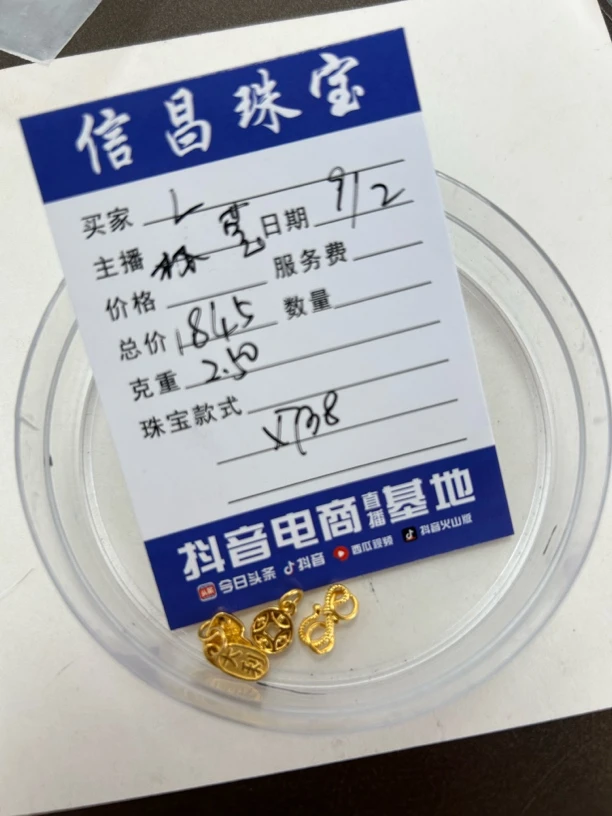 信昌珠宝
买家 L
主播 日期 9/2
价格 服务费
总价 1845 数量
克重 2.50
珠宝款式
x738
抖音电商直播基地
头条 今日头条 抖音 西瓜视频 抖音火山版